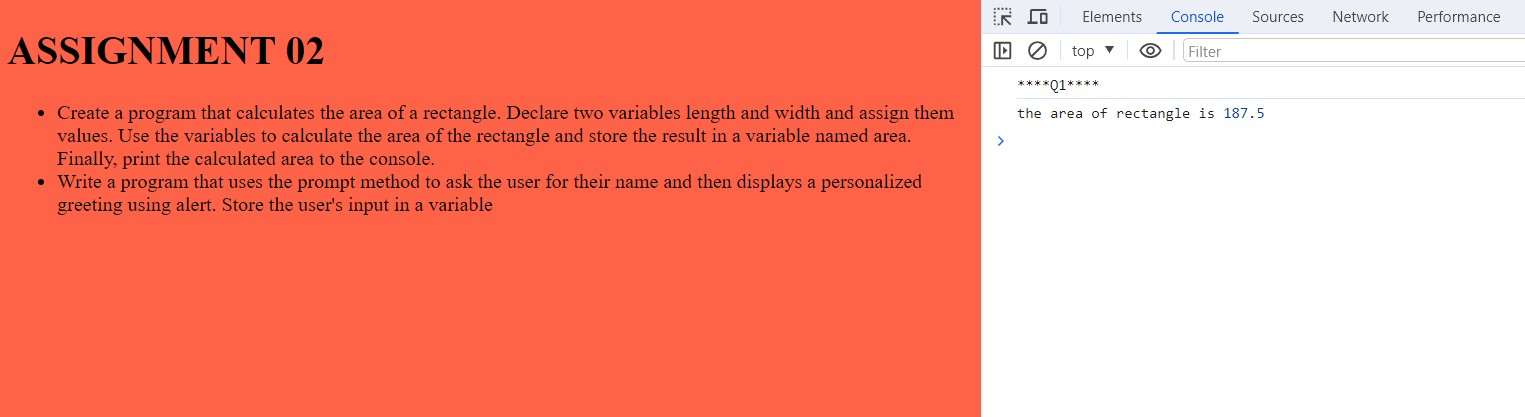 ASSIGNMENT 02
• Create a program that calculates the area of a rectangle. Declare two variables length and width and assign them
values. Use the variables to calculate the area of the rectangle and store the result in a variable named area.
Finally, print the calculated area to the console.
• Write a program that uses the prompt method to ask the user for their name and then displays a personalized
greeting using alert. Store the user's input in a variable
Elements Console Sources Network Performance
top Filter
****Q1****
the area of rectangle is 187.5